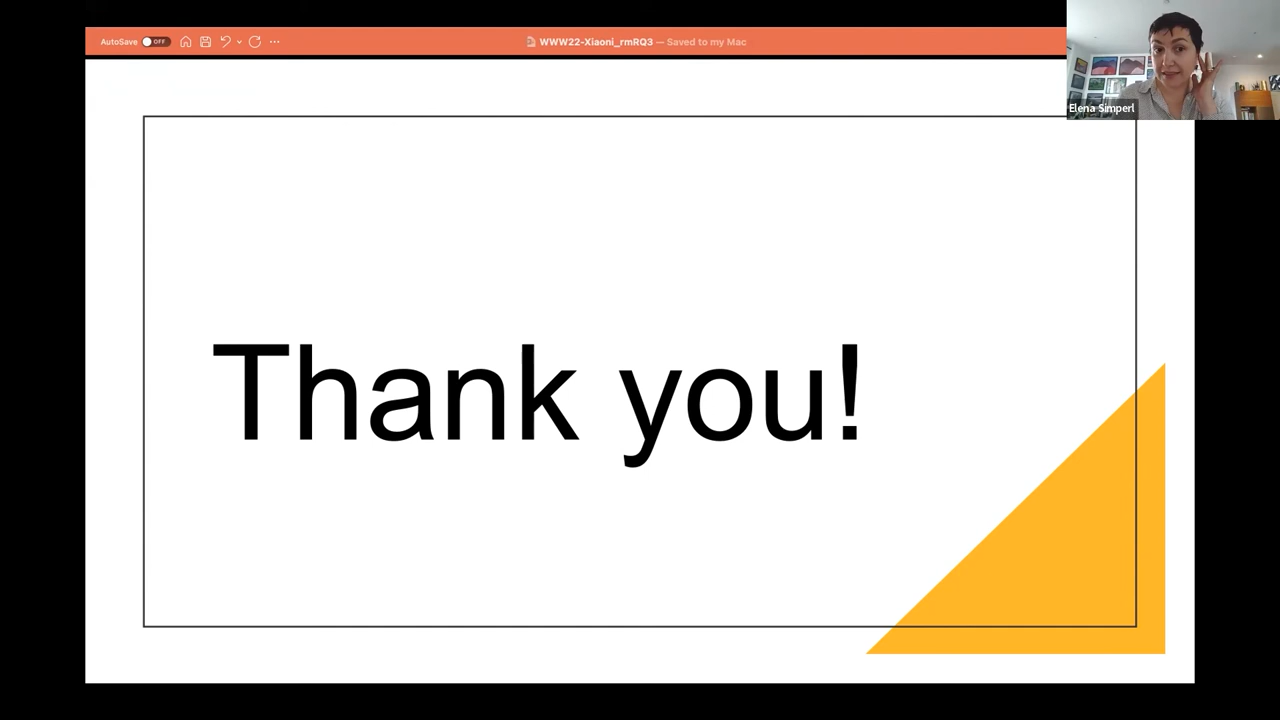 AutoSave OFF
WWW22-Xiaoni_rmRQ3 — Saved to my Mac
Elena Simperl
Thank you!